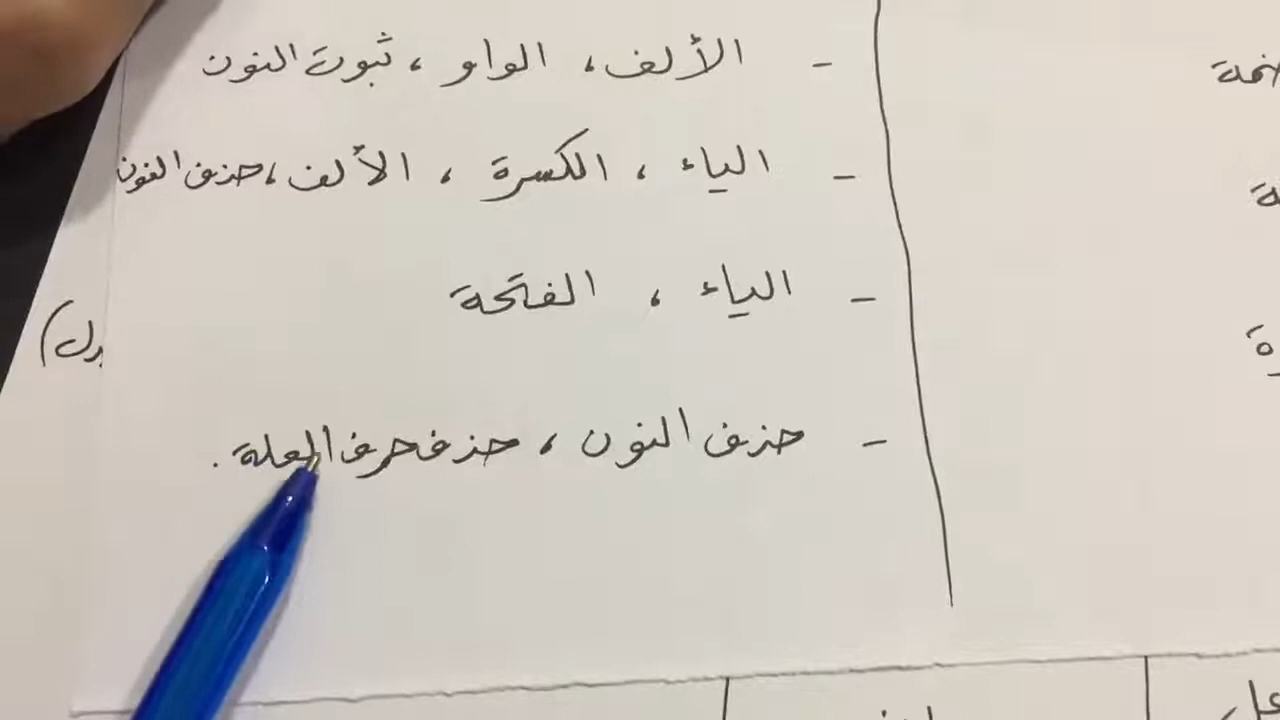 - الألف، الواو، ثبوت النون
- الياء، الكسرة، الألف، حذف النون
- الياء، الفتحة
- حذف النون، حذف حرف العلة.